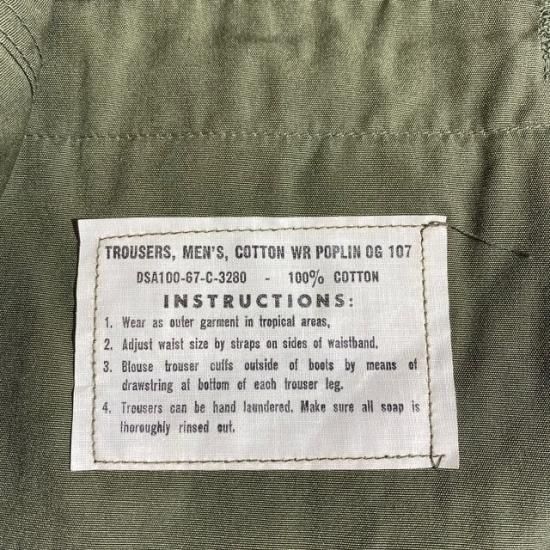 TROUSERS, MEN'S, COTTON WR POPLIN OG 107
DSA100-67-C-3280 - 100% COTTON
INSTRUCTIONS:
1. Wear as outer garment in tropical areas,
2. Adjust waist size by straps on sides of waistband.
3. Blouse trouser cuffs outside of boots by means of
drawstring at bottom of each trouser leg.
4. Trousers can be hand laundered. Make sure all soap is
thoroughly rinsed out.